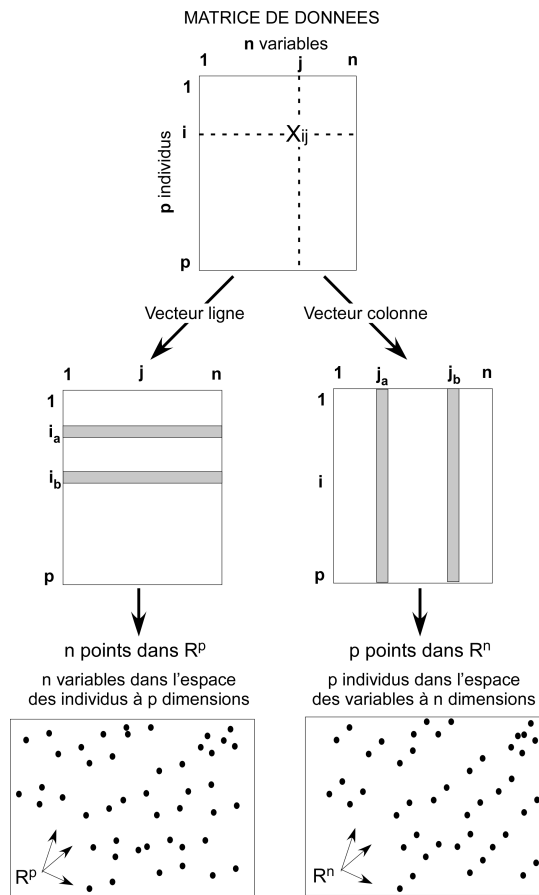 MATRICE DE DONNEES
n variables
1 j n
1
i
Xij
p individus
p
Vecteur ligne
Vecteur colonne
1 j n
1
ia
ib
p
1 ja jb n
1
i
p
n points dans Rp
n variables dans l'espace
des individus à p dimensions
p points dans Rn
p individus dans l'espace
des variables à n dimensions
Rp
Rn